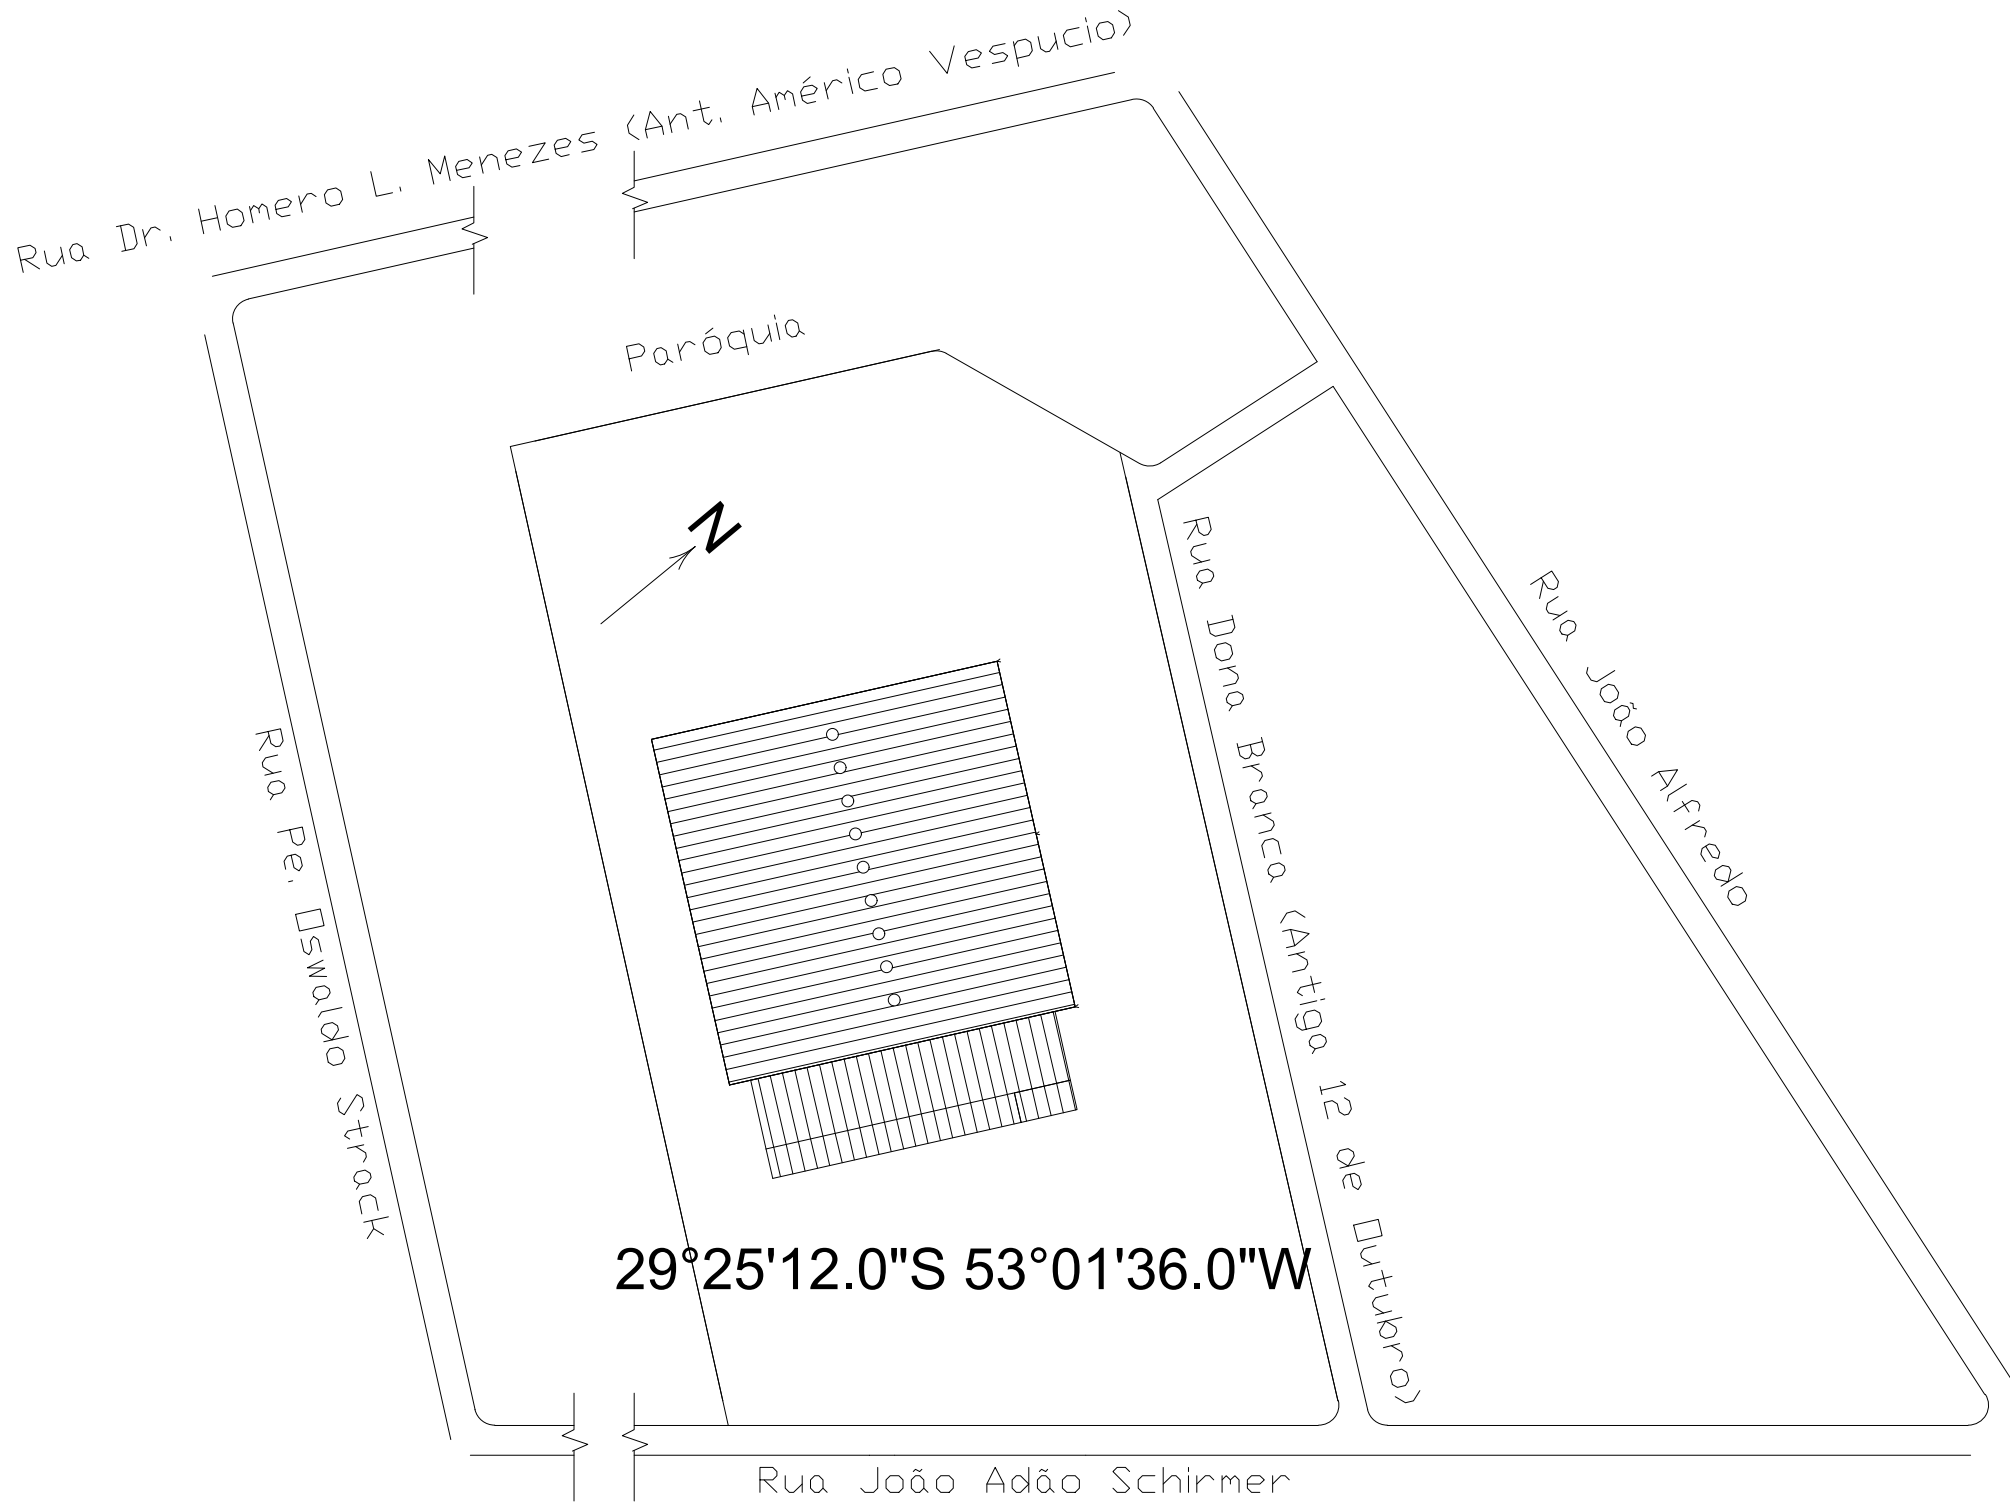 Rua Dr. Homero L. Menezes (Ant. Américo Vespucio)
Paróquia
N
Rua Dona Branca (Antiga 12 de Outubro)
Rua João Alfredo
Rua Pe. Oswaldo Strack
29°25'12.0"S 53°01'36.0"W
Rua João Adão Schirmer